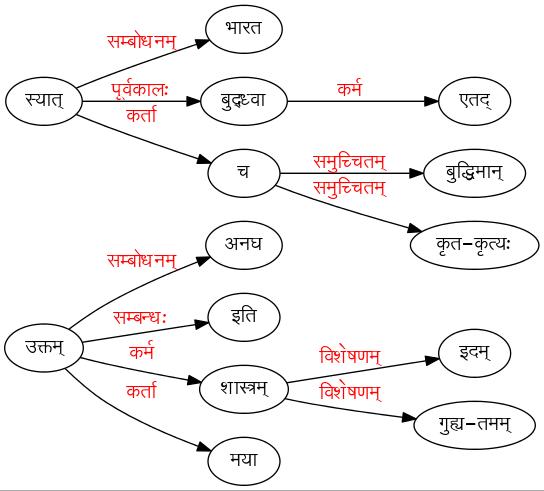 भारत
सम्बोधनम्
स्यात् पूर्वकालः बुद्ध्वा कर्म एतद्
कर्ता
च समुच्चितम् बुद्धिमान्
समुच्चितम्
कृत-कृत्यः
अनघ
सम्बोधनम्
सम्बन्धः इति
उक्तम् कर्म विशेषणम् इदम्
कर्ता शास्त्रम् विशेषणम्
गुह्य-तमम्
मया